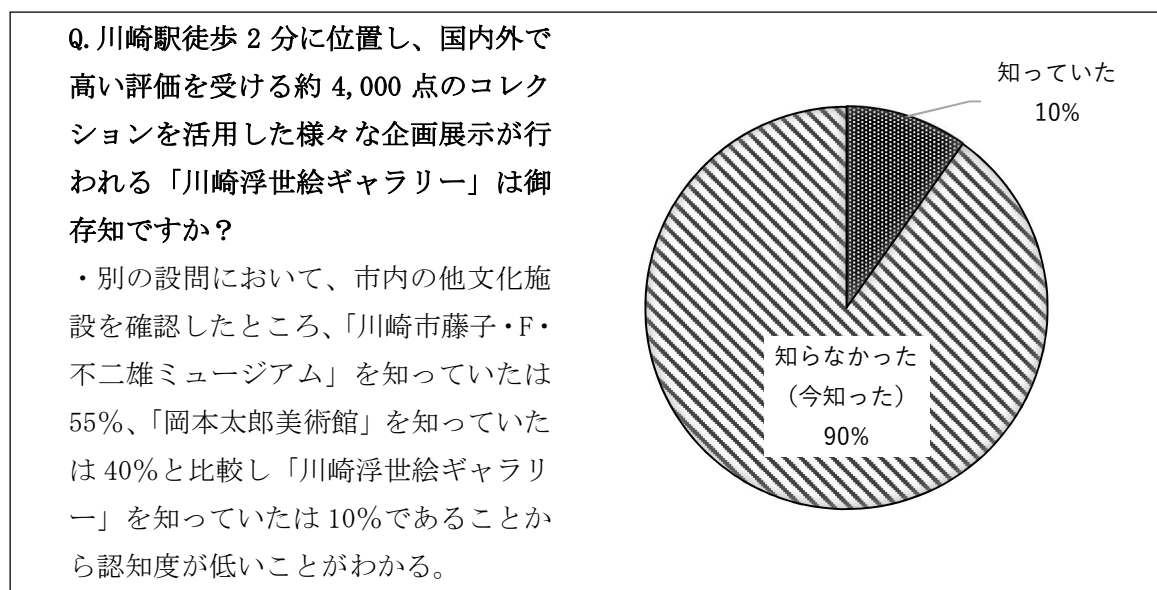 Q.川崎駅徒歩 2 分に位置し、国内外で
高い評価を受ける約 4,000 点のコレク
ションを活用した様々な企画展示が行
われる「川崎浮世絵ギャラリー」は御
存知ですか？
・別の設問において、市内の他文化施
設を確認したところ、「川崎市藤子・F・
不二雄ミュージアム」を知っていたは
55％、「岡本太郎美術館」を知っていた
は 40％と比較し「川崎浮世絵ギャラリ
ー」を知っていたは 10％であることか
ら認知度が低いことがわかる。
知っていた
10%
知らなかった
（今知った）
90%